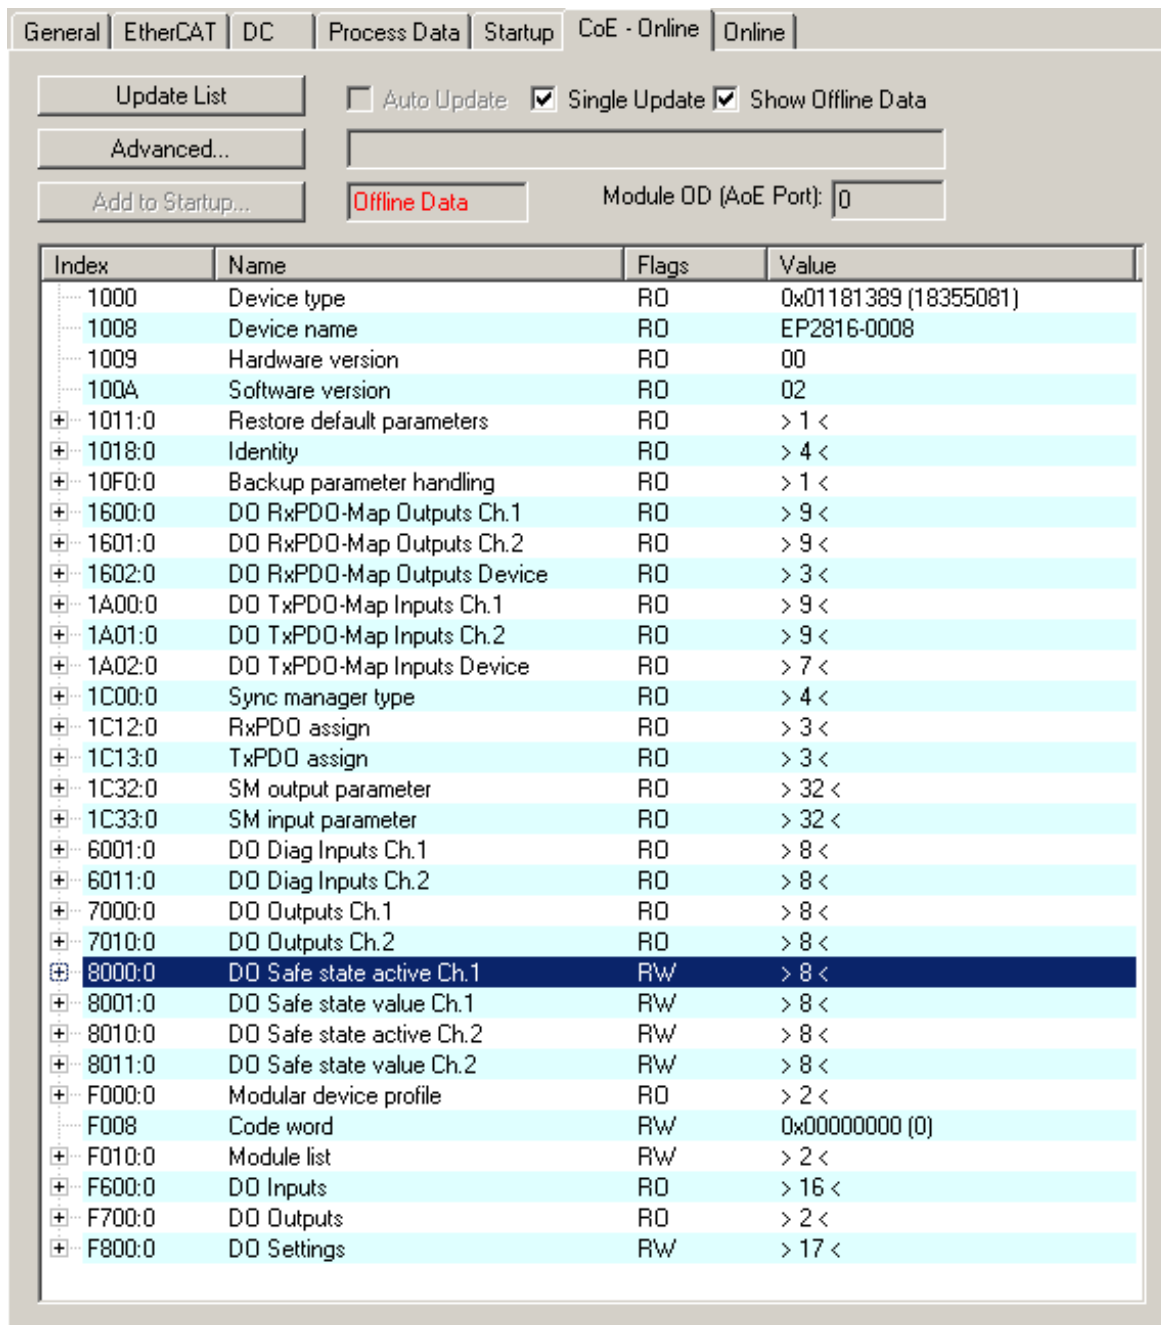 General EtherCAT DC Process Data Startup CoE - Online Online
Update List Auto Update Single Update Show Offline Data
Advanced...
Add to Startup... Offline Data Module OD (AoE Port): 0
Index Name Flags Value
1000 Device type RO 0x01181389 (18355081)
1008 Device name RO EP2816-0008
1009 Hardware version RO 00
100A Software version RO 02
1011:0 Restore default parameters RO > 1 <
1018:0 Identity RO > 4 <
10F0:0 Backup parameter handling RO > 1 <
1600:0 DO RxPDO-Map Outputs Ch.1 RO > 9 <
1601:0 DO RxPDO-Map Outputs Ch.2 RO > 9 <
1602:0 DO RxPDO-Map Outputs Device RO > 3 <
1A00:0 DO TxPDO-Map Inputs Ch.1 RO > 9 <
1A01:0 DO TxPDO-Map Inputs Ch.2 RO > 9 <
1A02:0 DO TxPDO-Map Inputs Device RO > 7 <
1C00:0 Sync manager type RO > 4 <
1C12:0 RxPDO assign RO > 3 <
1C13:0 TxPDO assign RO > 3 <
1C32:0 SM output parameter RO > 32 <
1C33:0 SM input parameter RO > 32 <
6001:0 DO Diag Inputs Ch.1 RO > 8 <
6011:0 DO Diag Inputs Ch.2 RO > 8 <
7000:0 DO Outputs Ch.1 RO > 8 <
7010:0 DO Outputs Ch.2 RO > 8 <
8000:0 DO Safe state active Ch.1 RW > 8 <
8001:0 DO Safe state value Ch.1 RW > 8 <
8010:0 DO Safe state active Ch.2 RW > 8 <
8011:0 DO Safe state value Ch.2 RW > 8 <
F000:0 Modular device profile RO > 2 <
F008 Code word RW 0x00000000 (0)
F010:0 Module list RW > 2 <
F600:0 DO Inputs RO > 16 <
F700:0 DO Outputs RO > 2 <
F800:0 DO Settings RW > 17 <